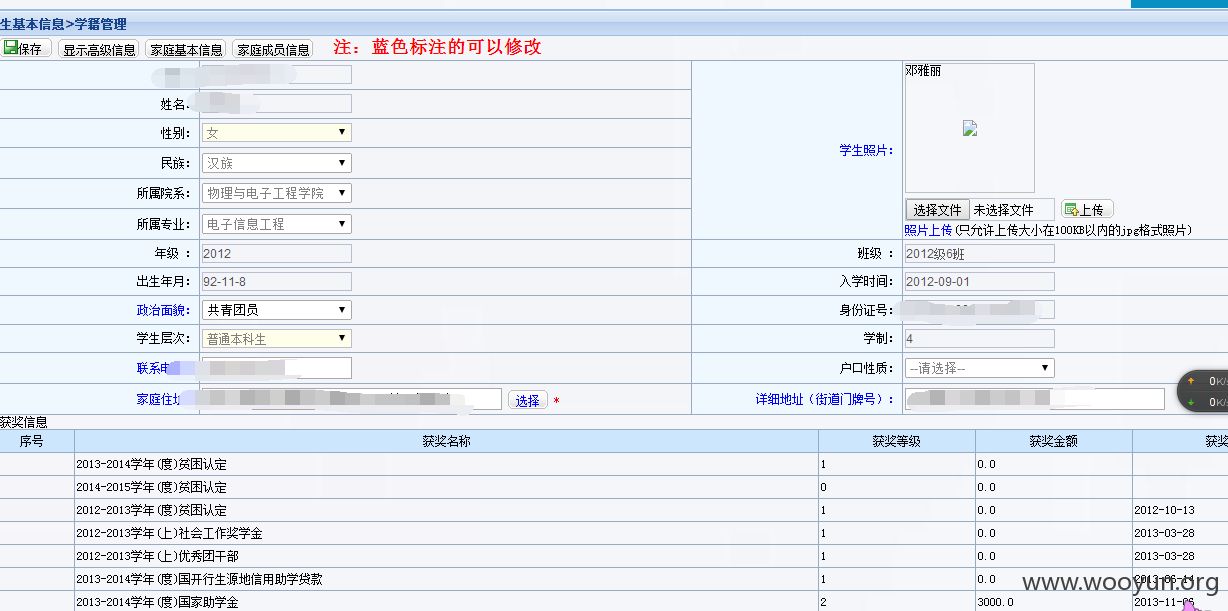 生基本信息>学籍管理
保存 显示高级信息 家庭基本信息 家庭成员信息 注：蓝色标注的可以修改
邓雅丽
姓名
性别： 女
学生照片：
民族： 汉族
所属院系： 物理与电子工程学院
选择文件 未选择文件 上传
所属专业： 电子信息工程
照片上传(只允许上传大小在100KB以内的jpg格式照片)
年级 ： 2012 班级 ： 2012级6班
出生年月： 92-11-8 入学时间： 2012-09-01
政治面貌： 共青团员 身份证号：
学生层次： 普通本科生 学制： 4
联系 户口性质： --请选择--
家庭住 选择 * 详细地址（街道门牌号）：
0K/
0K/
获奖信息
序号 获奖名称 获奖等级 获奖金额 获奖
2013-2014学年(度)贫困认定 1 0.0
2014-2015学年(度)贫困认定 0 0.0
2012-2013学年(度)贫困认定 1 0.0 2012-10-13
2012-2013学年(上)社会工作奖学金 1 0.0 2013-03-28
2012-2013学年(上)优秀团干部 1 0.0 2013-03-28
2013-2014学年(度)国开行生源地信用助学贷款 1 0.0
2013-2014学年(度)国家助学金 2 3000.0
www.wooyun.org